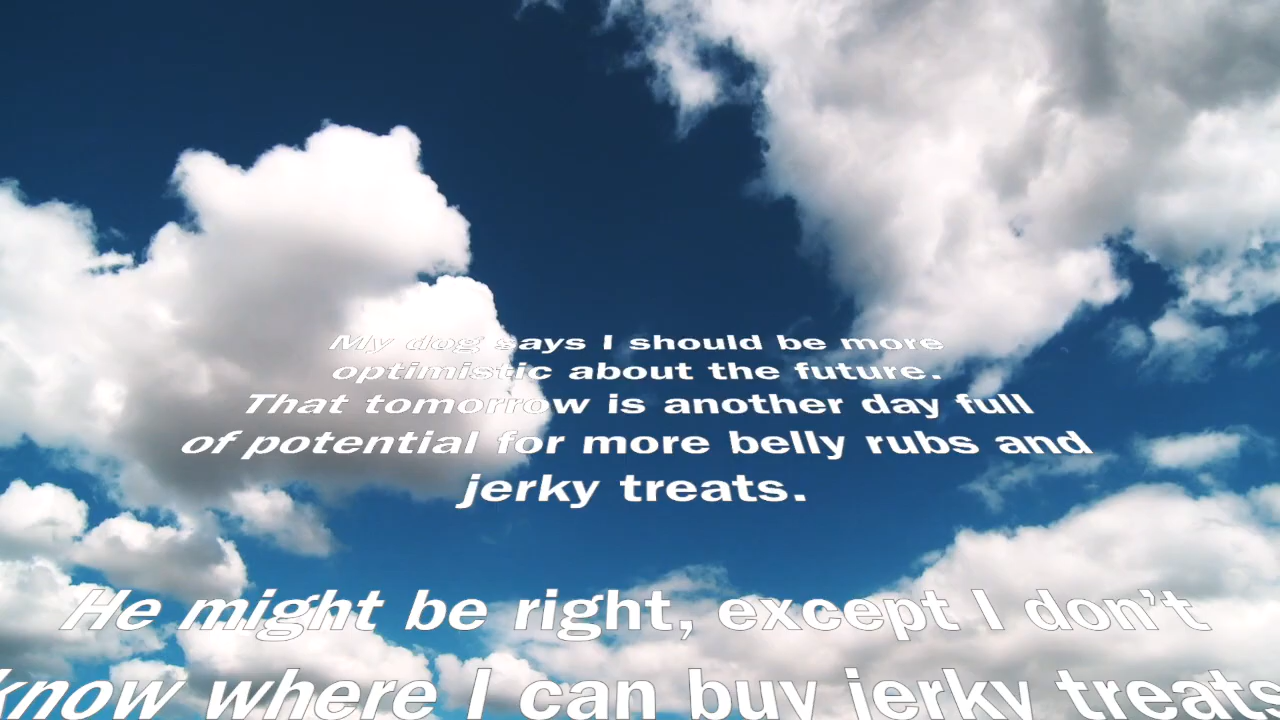 My dog says I should be more
optimistic about the future.
That tomorrow is another day full
of potential for more belly rubs and
jerky treats.
He might be right, except I don't
know where I can buy jerky treats